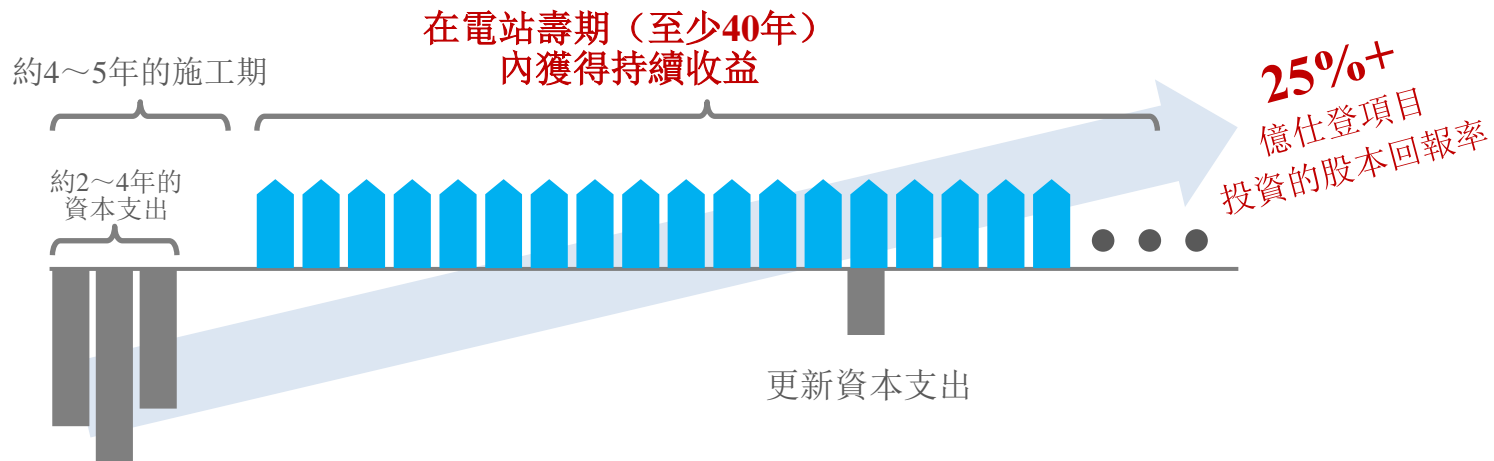 在電站壽期（至少40年）
內獲得持續收益
約4～5年的施工期
約2～4年的
資本支出
25%+
億仕登項目
投資的股本回報率
更新資本支出